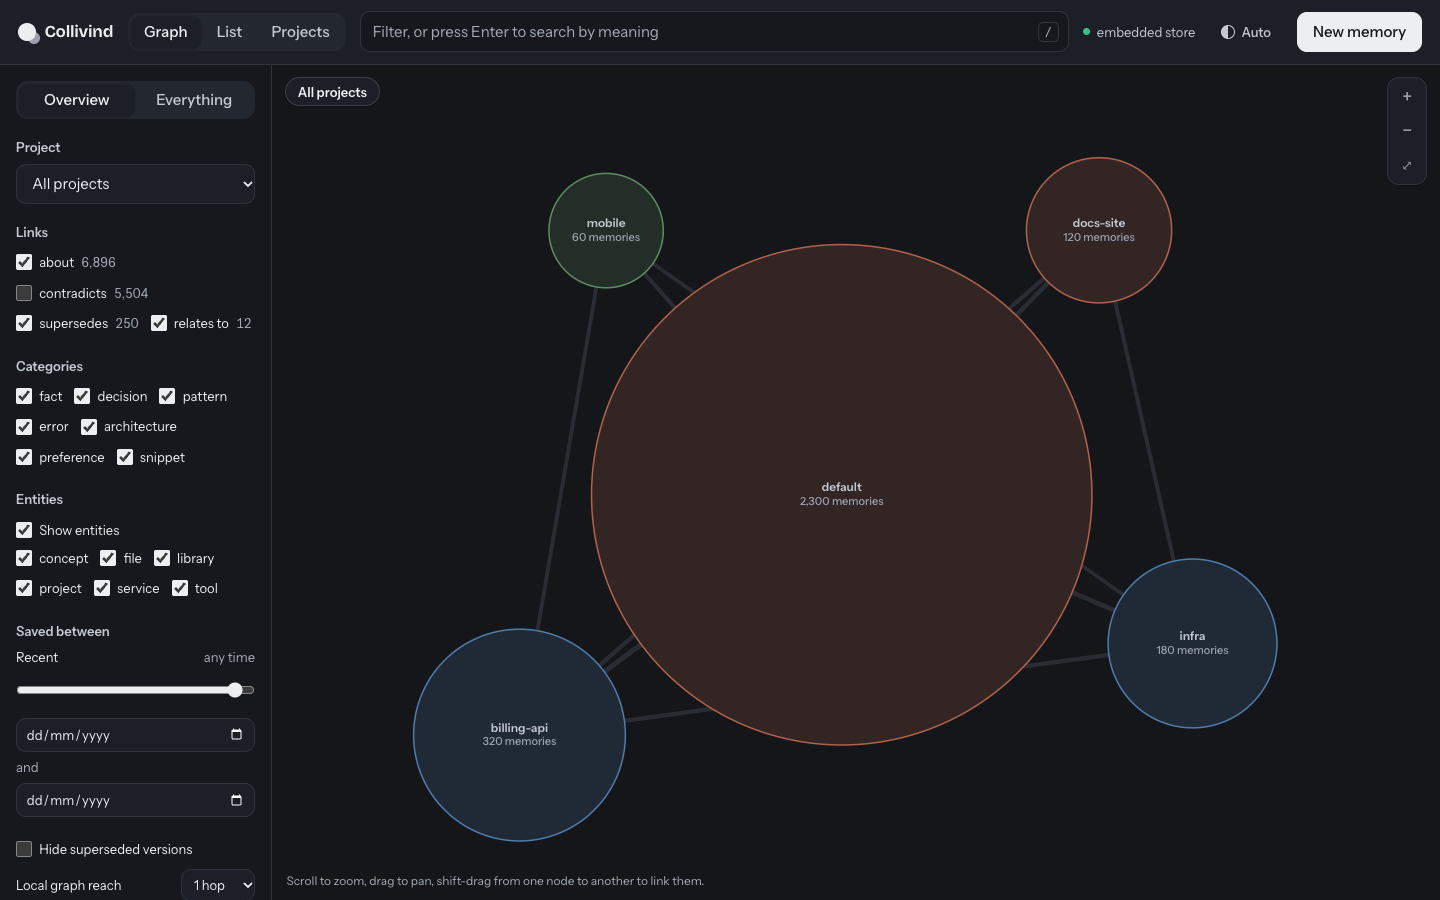 Collivind
Graph List Projects
Filter, or press Enter to search by meaning /
embedded store
Auto
New memory
Overview Everything
Project
All projects
Links
about 6,896
contradicts 5,504
supersedes 250 relates to 12
Categories
fact decision pattern
error architecture
preference snippet
Entities
Show entities
concept file library
project service tool
Saved between
Recent any time
dd/mm/yyyy
and
dd/mm/yyyy
Hide superseded versions
Local graph reach 1 hop
All projects
+
−
mobile
60 memories
docs-site
120 memories
default
2,300 memories
infra
180 memories
billing-api
320 memories
Scroll to zoom, drag to pan, shift-drag from one node to another to link them.